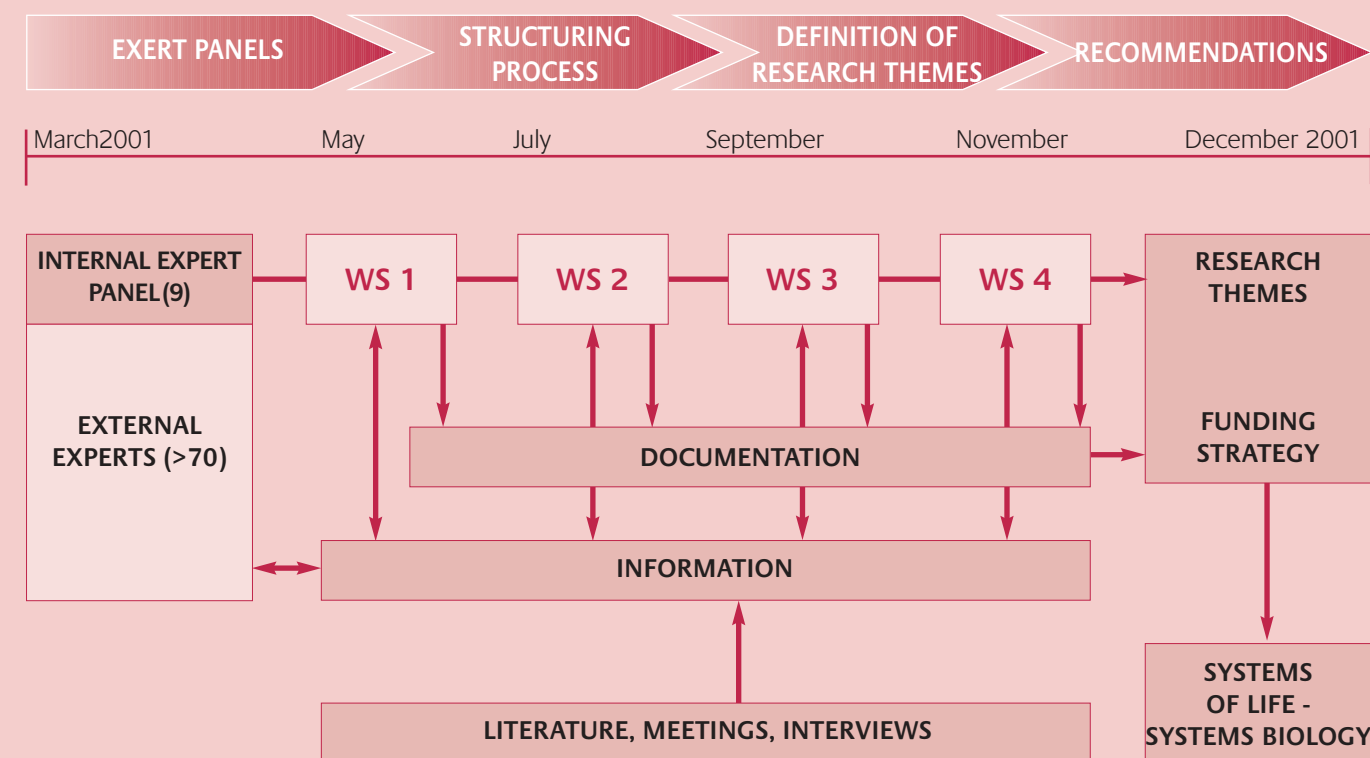 EXERT PANELS
STRUCTURING
PROCESS
DEFINITION OF
RESEARCH THEMES
RECOMMENDATIONS
March2001
May
July
September
November
December 2001
INTERNAL EXPERT
PANEL(9)
WS 1
WS 2
WS 3
WS 4
RESEARCH
THEMES
EXTERNAL
EXPERTS (>70)
DOCUMENTATION
FUNDING
STRATEGY
INFORMATION
LITERATURE, MEETINGS, INTERVIEWS
SYSTEMS
OF LIFE -
SYSTEMS BIOLOGY